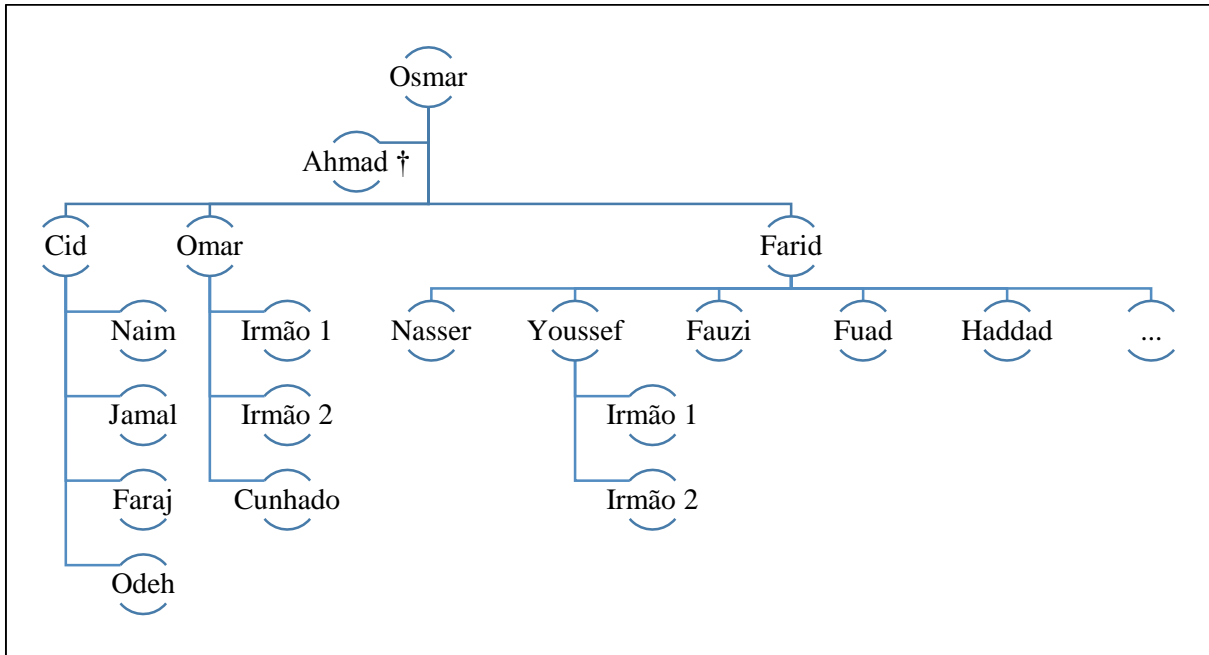 Osmar
Ahmad †
Cid Omar Farid
Naim Irmão 1 Nasser Youssef Fauzi Fuad Haddad ...
Jamal Irmão 2 Irmão 1
Faraj Cunhado Irmão 2
Odeh